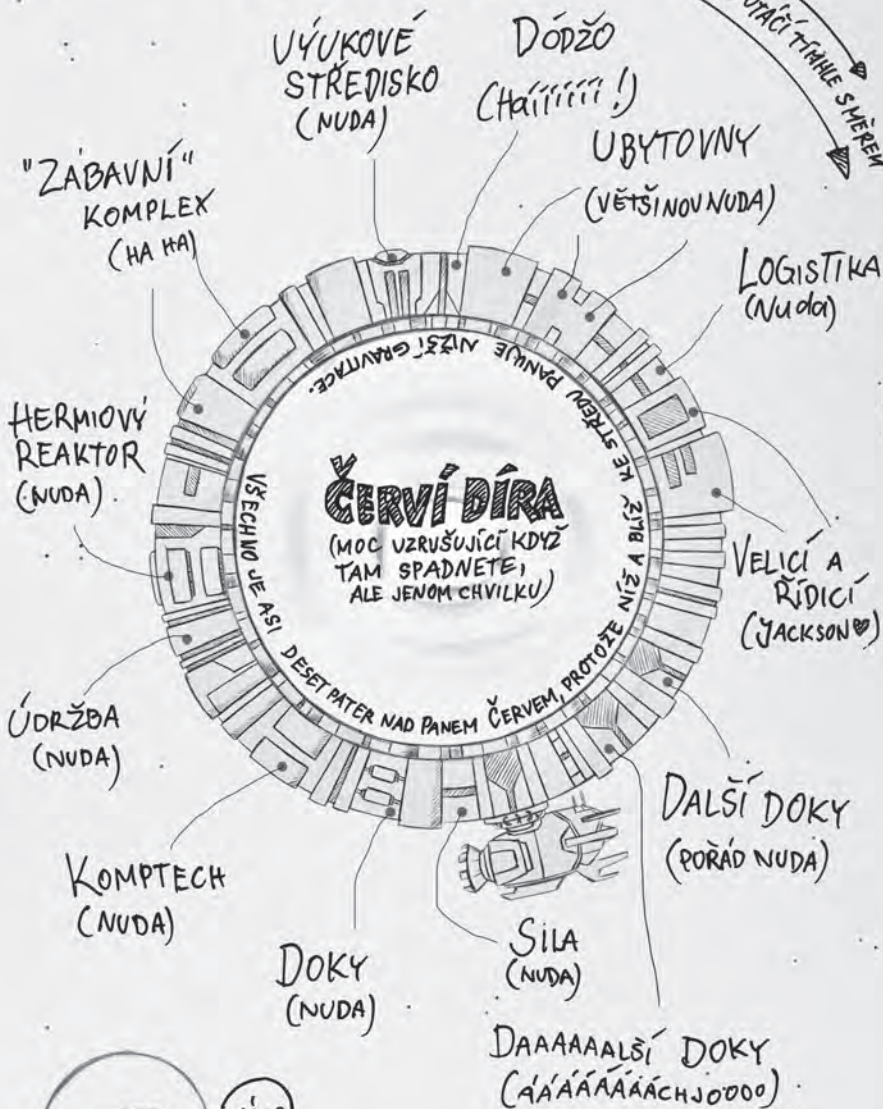 OTÁČÍ TÍMHLE SMĚREM
VÝUKOVÉ
STŘEDISKO
(NUDA)
DÓDŽO
(Háíííííí!)
UBYTOVNY
(VĚTŠINOU NUDA)
"ZÁBAVNÍ"
KOMPLEX
(HA HA)
LOGISTIKA
(Nuda)
HERMIOVÝ
REAKTOR
(NUDA).
VŠECHNO JE ASI DESET PATER NAD PANEM ČERVEM, PROTOŽE NÍŽ A BLÍŽ KE STŘEDU PANUJE NIŽŠÍ GRAVITACE.
ČERVÍ DÍRA
(MOC VZRUŠUJÍCÍ KDYŽ
TAM SPADNETE,
ALE JENOM CHVILKU)
VELICÍ A
ŘÍDICÍ
(JACKSON♥)
ÚDRŽBA
(NUDA)
DALŠÍ DOKY
(POŘÁD NUDA)
KOMPTECH
(NUDA)
DOKY
(NUDA)
SILA
(NUDA)
DAAAAAALŠÍ DOKY
(ÁÁÁÁÁÁÁÁCHJOOOO)